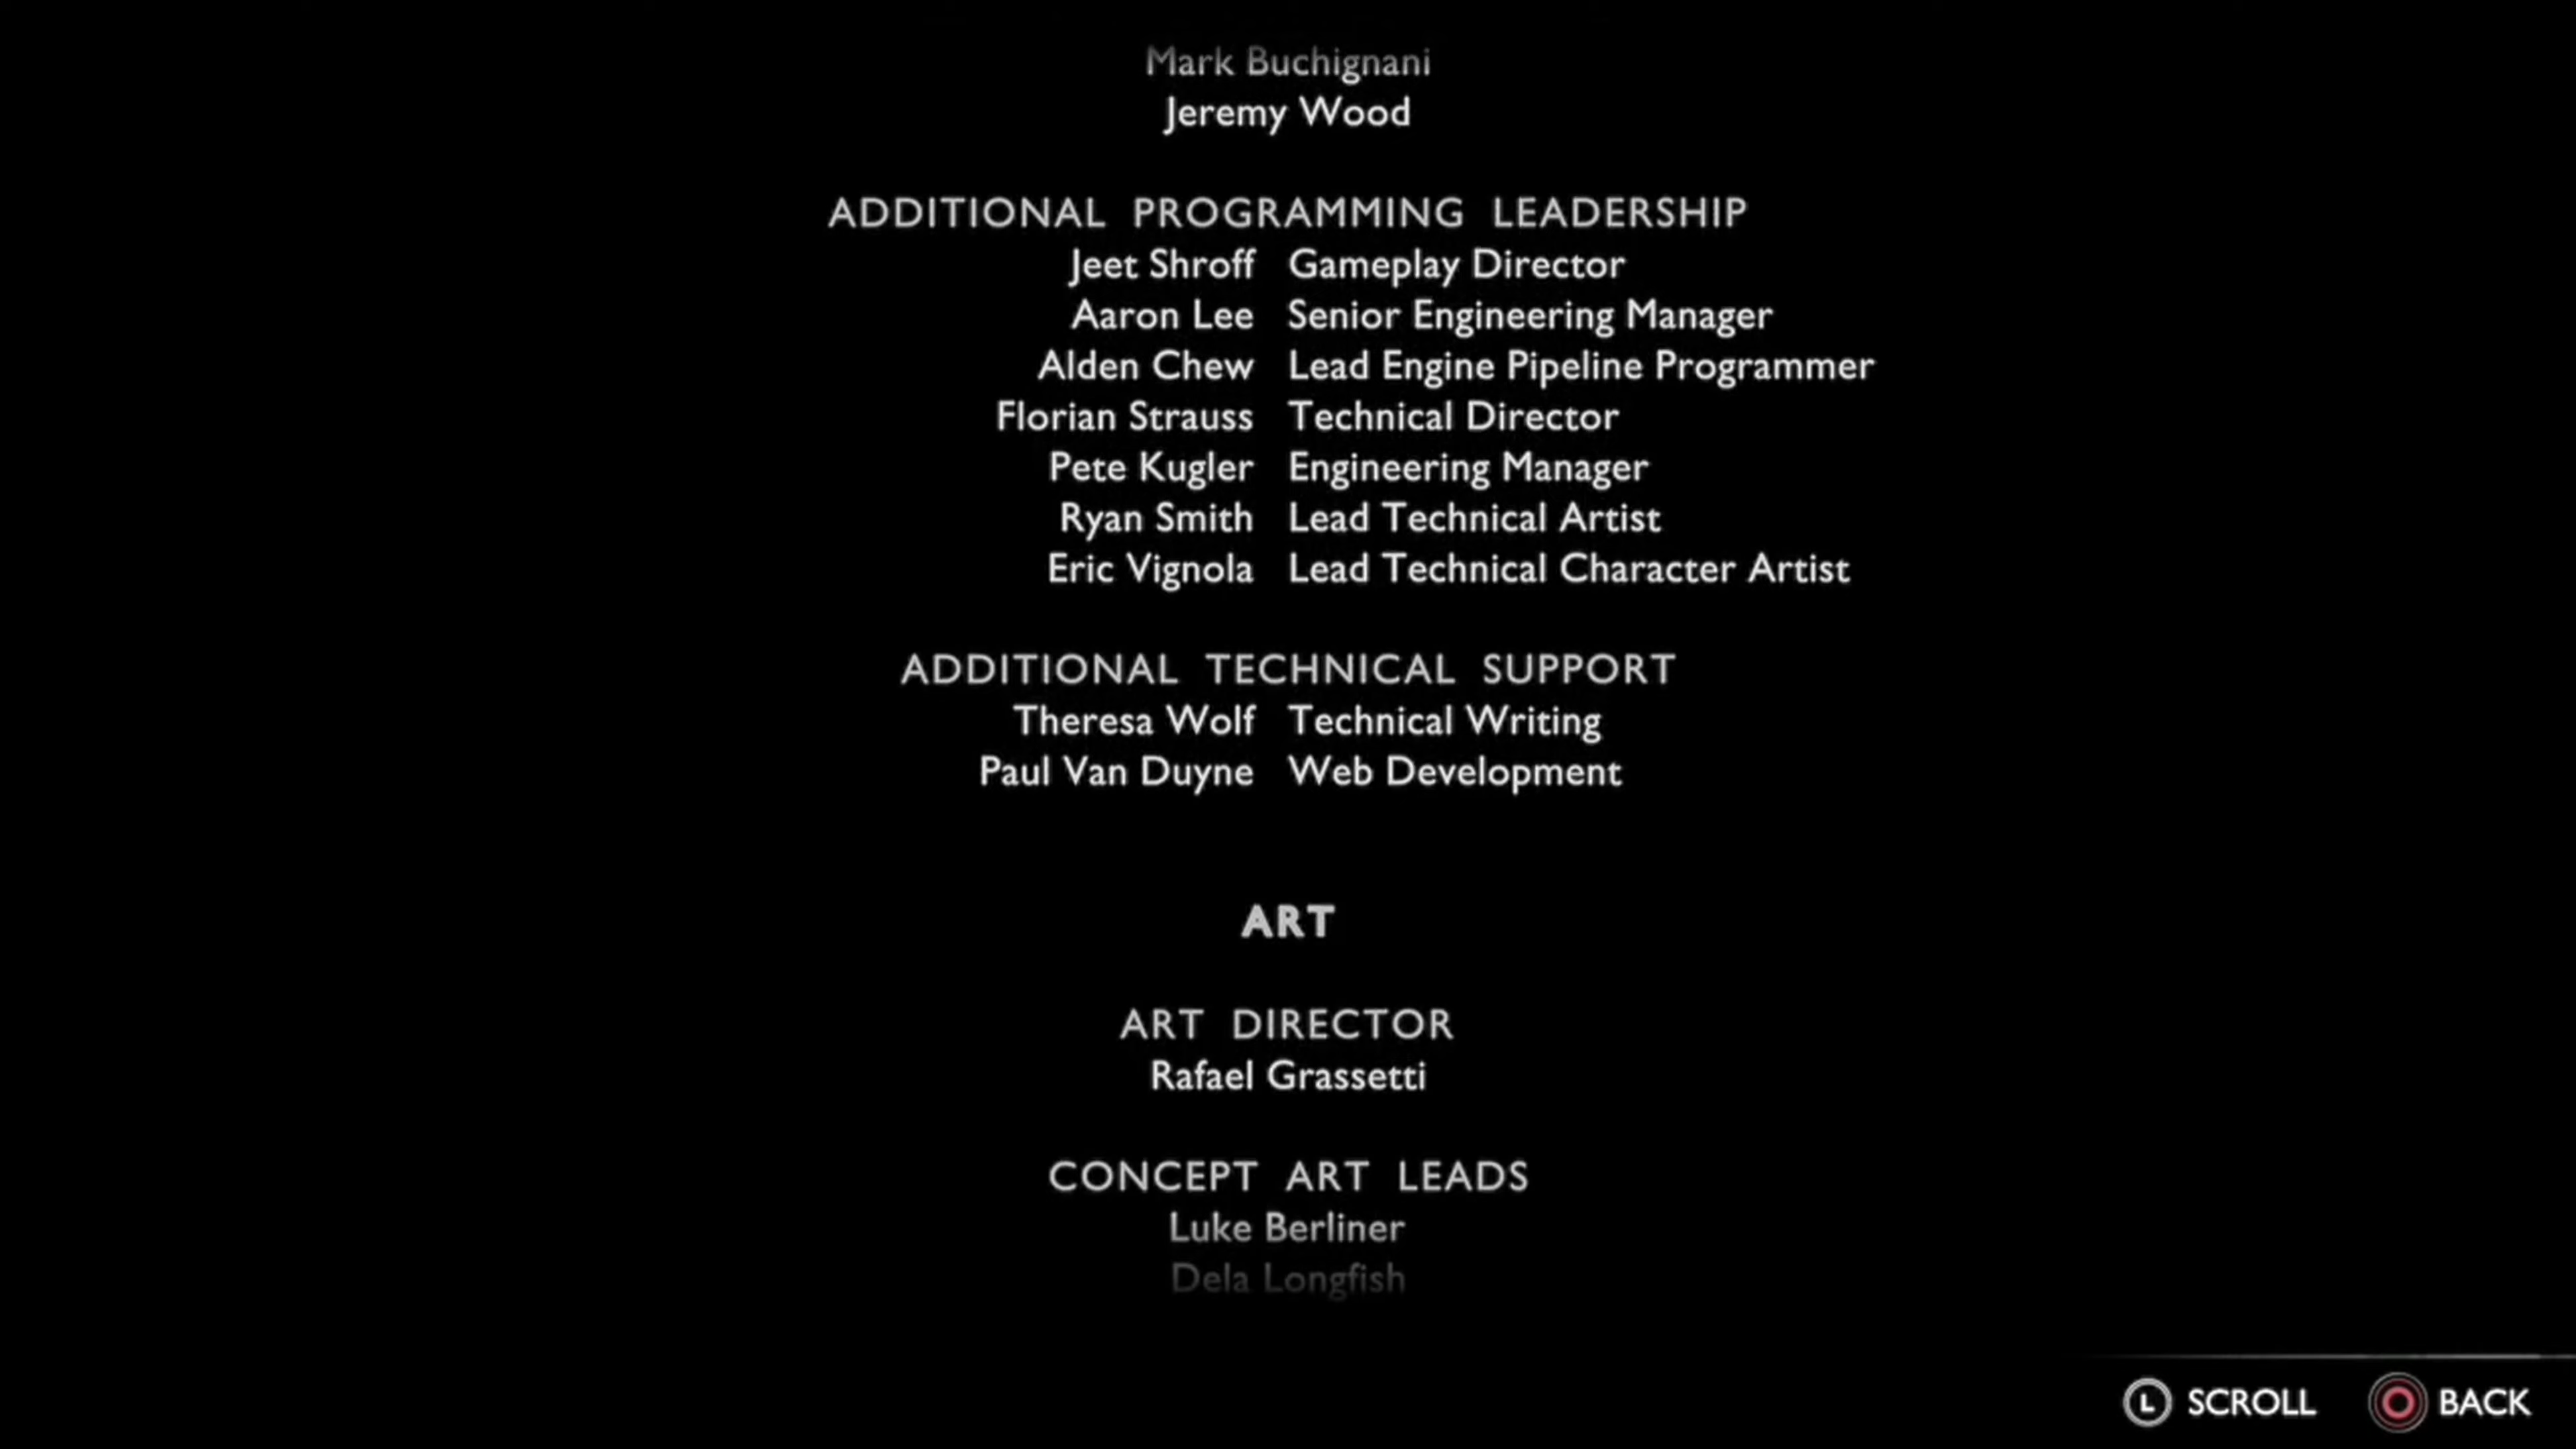 Mark Buchignani
Jeremy Wood
ADDITIONAL PROGRAMMING LEADERSHIP
Jeet Shroff Gameplay Director
Aaron Lee Senior Engineering Manager
Alden Chew Lead Engine Pipeline Programmer
Florian Strauss Technical Director
Pete Kugler Engineering Manager
Ryan Smith Lead Technical Artist
Eric Vignola Lead Technical Character Artist
ADDITIONAL TECHNICAL SUPPORT
Theresa Wolf Technical Writing
Paul Van Duyne Web Development
ART
ART DIRECTOR
Rafael Grassetti
CONCEPT ART LEADS
Luke Berliner
Dela Longfish
L SCROLL BACK